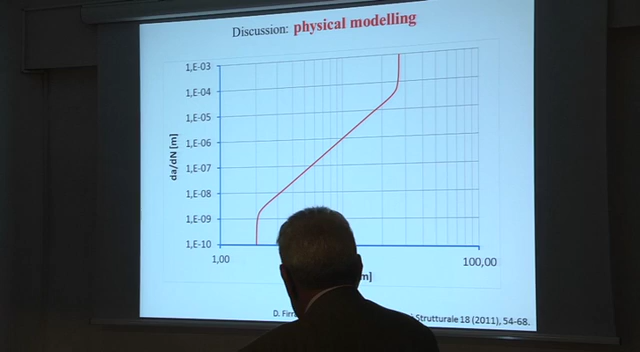 Discussion: physical modelling
1,E-03
1,E-04
1,E-05
1,E-06
1,E-07
1,E-08
1,E-09
1,E-10
da/dN [m]
1,00
100,00
m]
D. Firr
Strutturale 18 (2011), 54-68.